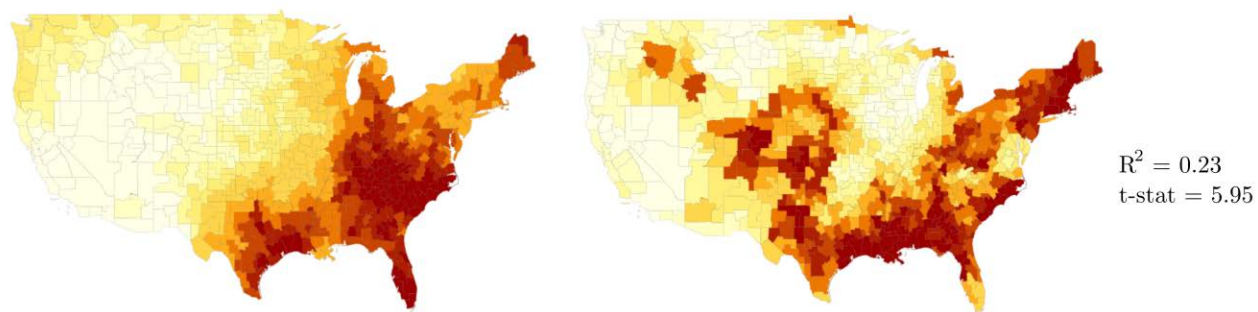 R² = 0.23
t-stat = 5.95